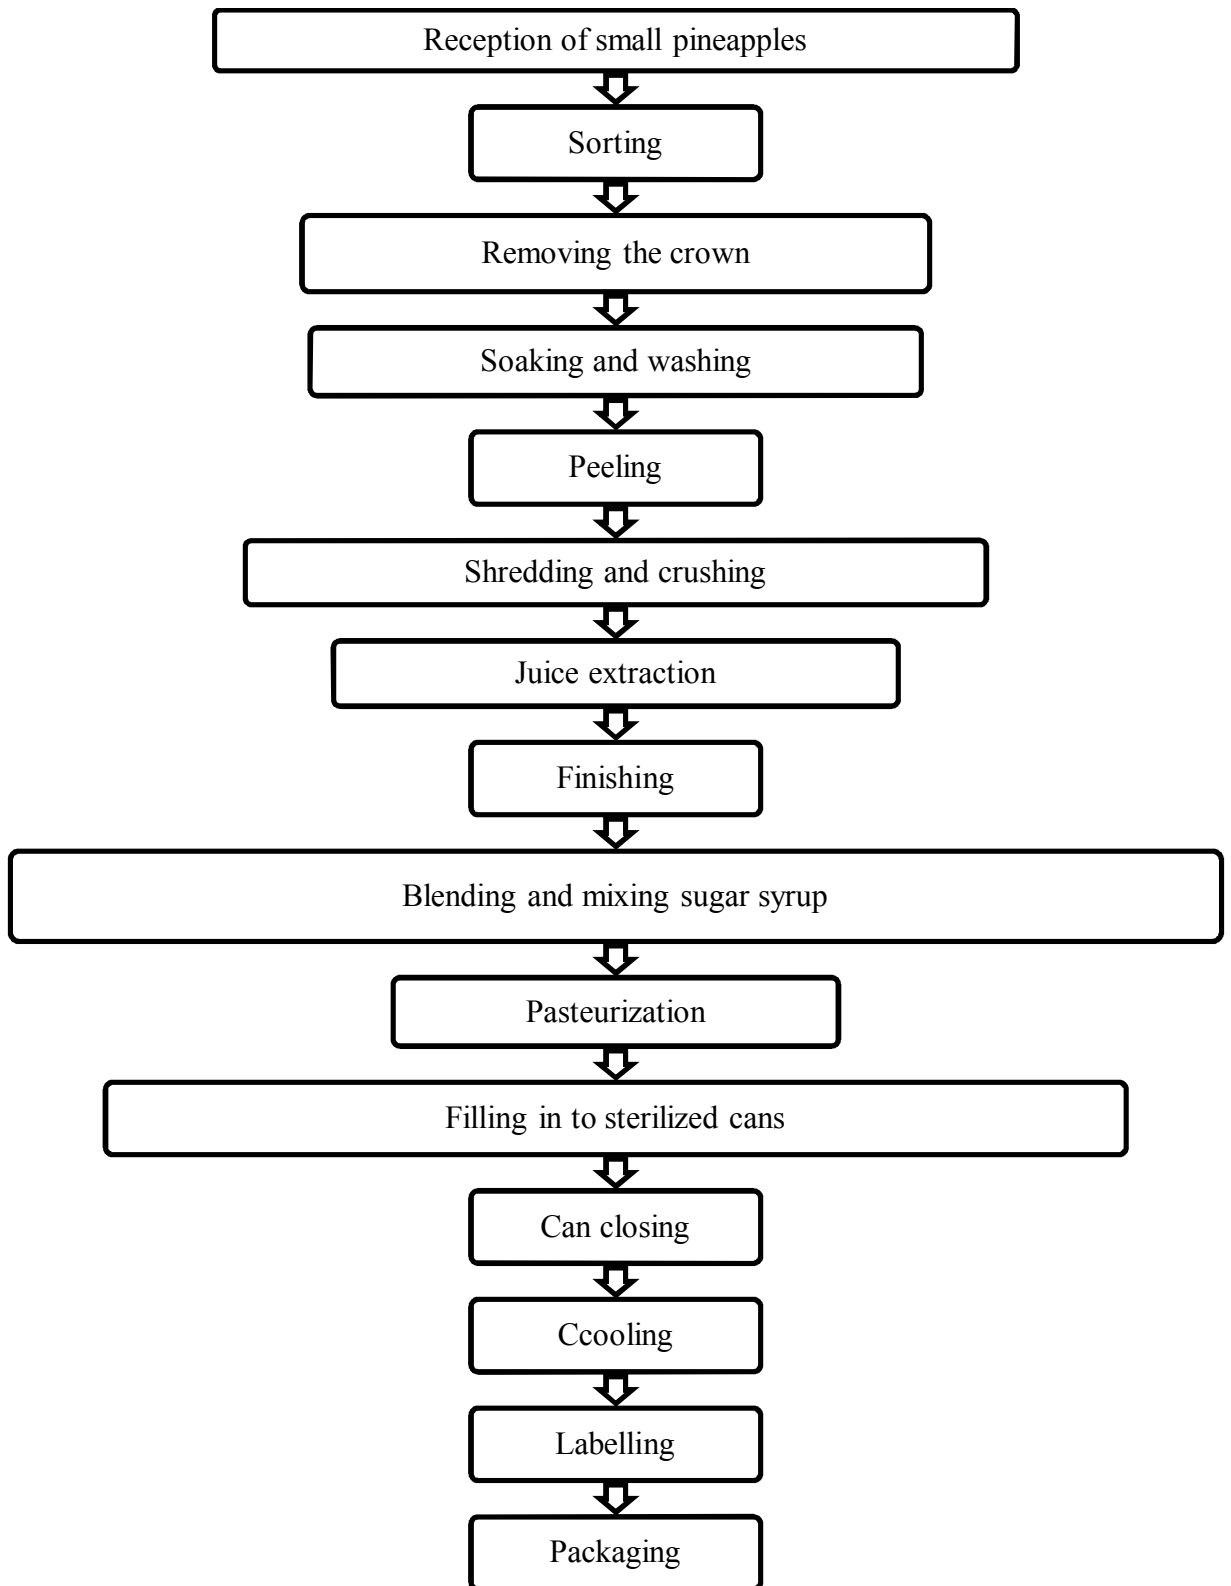 Reception of small pineapples
Sorting
Removing the crown
Soaking and washing
Peeling
Shredding and crushing
Juice extraction
Finishing
Blending and mixing sugar syrup
Pasteurization
Filling in to sterilized cans
Can closing
Ccooling
Labelling
Packaging